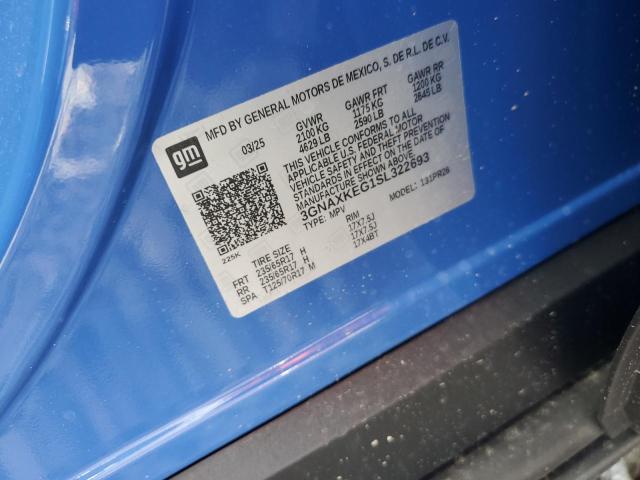 gm
MFD BY GENERAL MOTORS DE MEXICO, S. DE R.L. DE C.V.
03/25 GVWR GAWR FRT GAWR RR
2100 KG 1175 KG 1200 KG
4629 LB 2590 LB 2645 LB
THIS VEHICLE CONFORMS TO ALL
APPLICABLE U.S. FEDERAL MOTOR
VEHICLE SAFETY AND THEFT PREVENTION
STANDARDS IN EFFECT ON THE DATE OF
MANUFACTURE SHOWN ABOVE.
3GNAXKEG1SL322693
TYPE: MPV MODEL: 131PR26
225K
TIRE SIZE RIM
FRT 235/65R17 H 17X7.5J
RR 235/65R17 H 17X7.5J
SPA T125/70R17 M 17X4BT